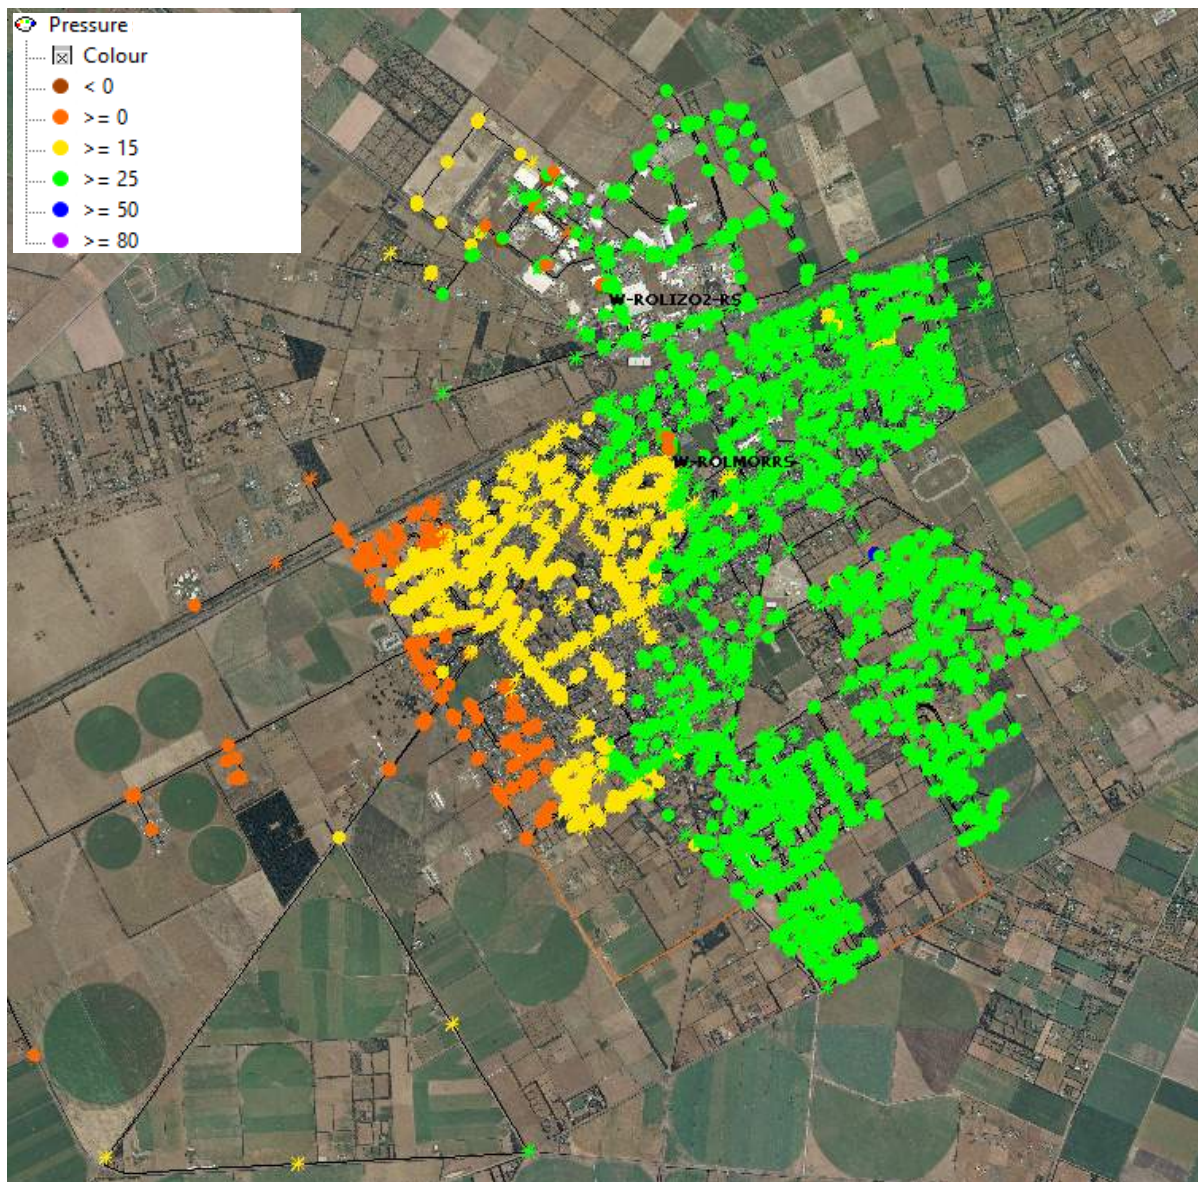 Pressure
Colour
< 0
>= 0
>= 15
>= 25
>= 50
>= 80
W-ROLIZO2-RS
W-ROLMORRS